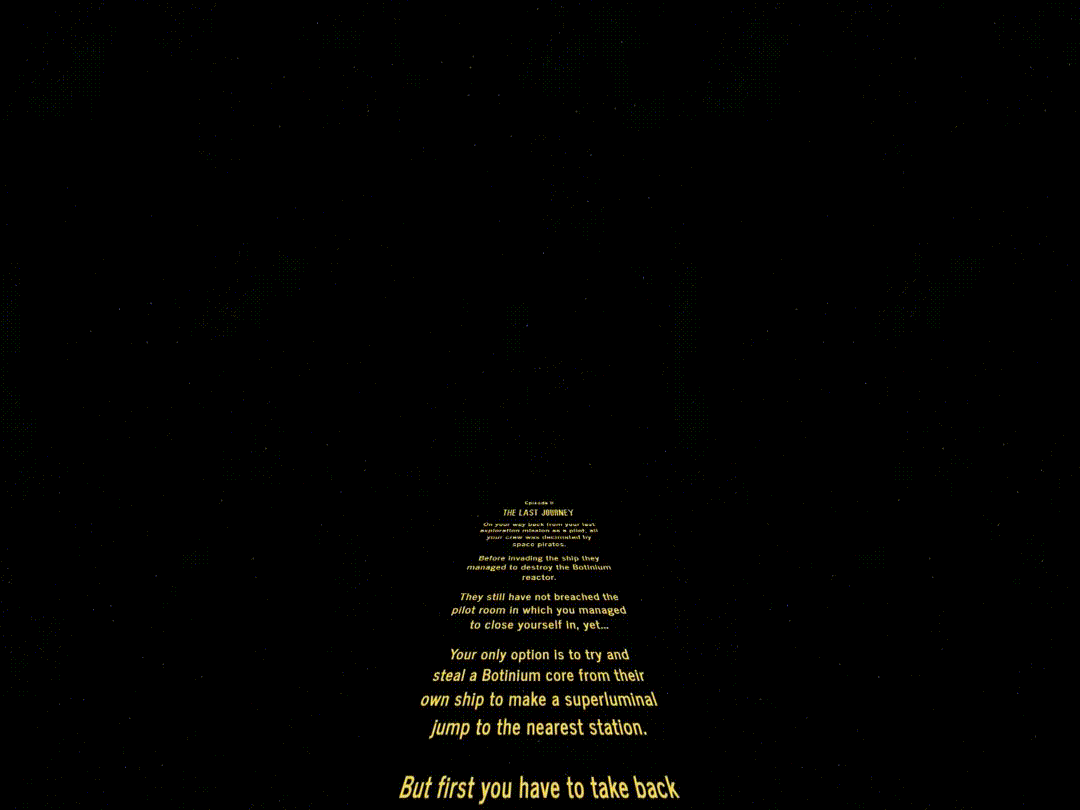 Episode II
THE LAST JOURNEY
On your way back from your last
exploration mission as a pilot, all
your crew was decimated by
space pirates.
Before invading the ship they
managed to destroy the Botinium
reactor.
They still have not breached the
pilot room in which you managed
to close yourself in, yet...
Your only option is to try and
steal a Botinium core from their
own ship to make a superluminal
jump to the nearest station.
But first you have to take back